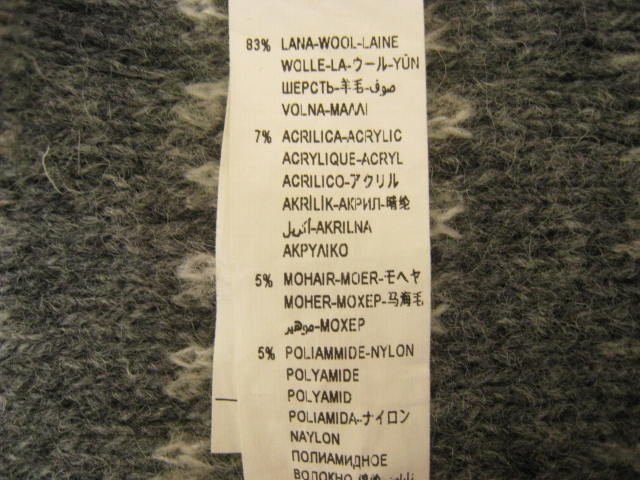 83% LANA-WOOL-LAINE
WOLLE-LA-ウール-YÜN
ШЕРСТЬ-羊毛-صوف
VOLNA-ΜΑΛΛΙ
7% ACRILICA-ACRYLIC
ACRYLIQUE-ACRYL
ACRILICO-アクリル
AKRİLİK-АКРИЛ-腈纶
أكريل-AKRILNA
ΑΚΡΥΛΙΚΟ
5% MOHAIR-MOER-モヘヤ
MOHER-МОХЕР-马海毛
موهير-ΜΟΧΕΡ
5% POLIAMMIDE-NYLON
POLYAMIDE
POLYAMID
POLIAMIDA-ナイロン
NAYLON
ПОЛИАМИДНОЕ
ВОЛОКНО